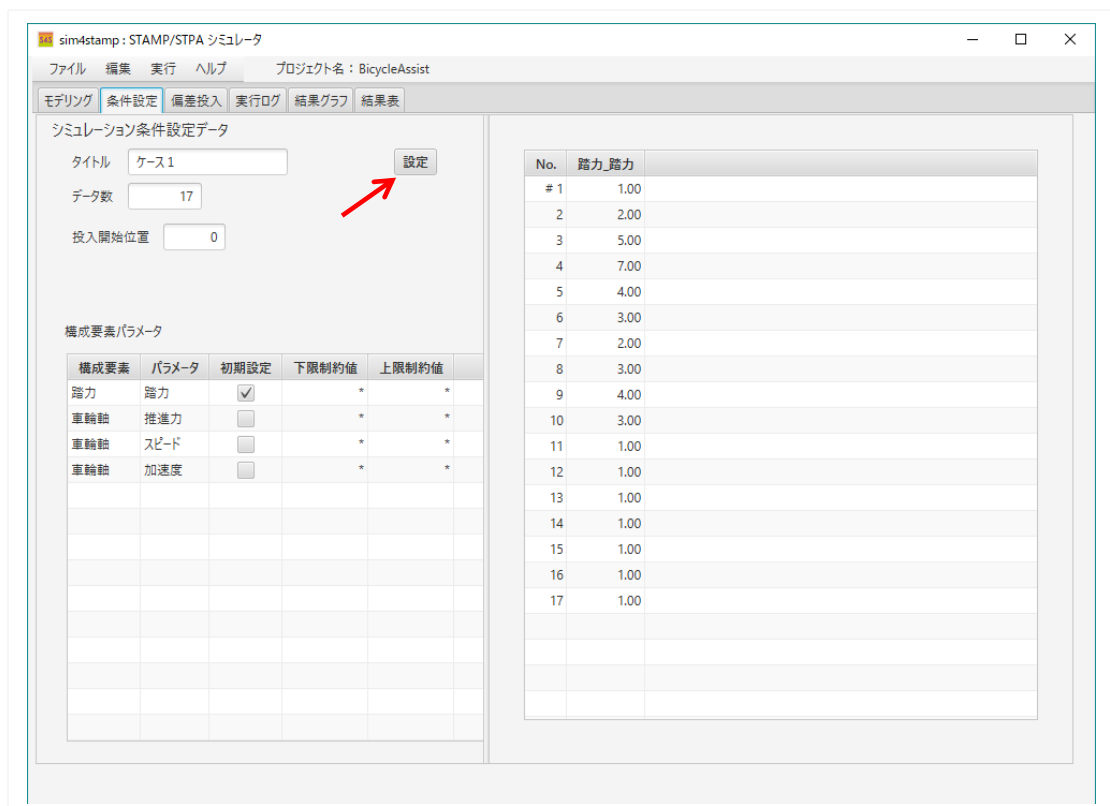 S4S sim4stamp : STAMP/STPA シミュレータ
ファイル 編集 実行 ヘルプ プロジェクト名：BicycleAssist
モデリング 条件設定 偏差投入 実行ログ 結果グラフ 結果表
シミュレーション条件設定データ
タイトル ケース１ 設定
データ数 17
投入開始位置 0
構成要素パラメータ
構成要素 パラメータ 初期設定 下限制約値 上限制約値
踏力 踏力 * *
車輪軸 推進力 * *
車輪軸 スピード * *
車輪軸 加速度 * *
No. 踏力_踏力
# 1 1.00
2 2.00
3 5.00
4 7.00
5 4.00
6 3.00
7 2.00
8 3.00
9 4.00
10 3.00
11 1.00
12 1.00
13 1.00
14 1.00
15 1.00
16 1.00
17 1.00